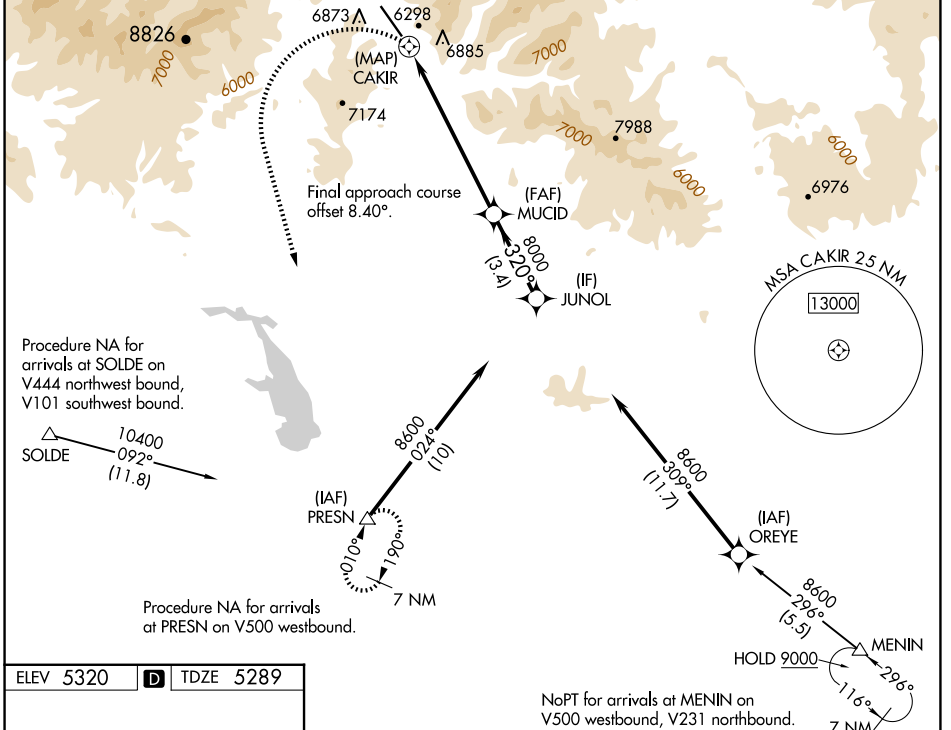 6873
6298
8826
6885
7000
(MAP)
CAKIR
7000
6000
7174
7000
7988
6000
6000
6976
Final approach course
offset 8.40°.
(FAF)
MUCID
8000
320°
(3.4)
(IF)
JUNOL
MSA CAKIR 25 NM
13000
Procedure NA for
arrivals at SOLDE on
V444 northwest bound,
V101 southwest bound.
SOLDE
10400
092°
(11.8)
8600
024°
(10)
8600
309°
(11.7)
(IAF)
PRESN
010°
190°
7 NM
(IAF)
OREYE
8600
296°
(5.5)
MENIN
Procedure NA for arrivals
at PRESN on V500 westbound.
HOLD 9000
296°
116°
7 NM
ELEV 5320
D
TDZE 5289
NoPT for arrivals at MENIN on
V500 westbound, V231 northbound.